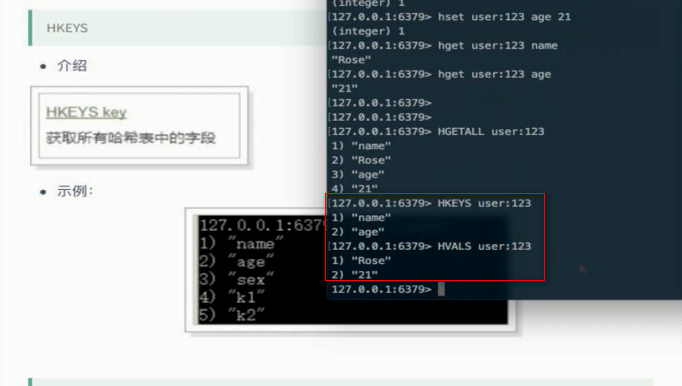 HKEYS
介绍
HKEYS key
获取所有哈希表中的字段
示例：
127.0.0.1:637
1) "name"
2) "age"
3) "sex"
4) "k1"
5) "k2"
(integer) 1
127.0.0.1:6379> hset user:123 age 21
(integer) 1
127.0.0.1:6379> hget user:123 name
"Rose"
127.0.0.1:6379> hget user:123 age
"21"
127.0.0.1:6379>
127.0.0.1:6379>
127.0.0.1:6379> HGETALL user:123
1) "name"
2) "Rose"
3) "age"
4) "21"
127.0.0.1:6379> HKEYS user:123
1) "name"
2) "age"
127.0.0.1:6379> HVALS user:123
1) "Rose"
2) "21"
127.0.0.1:6379>